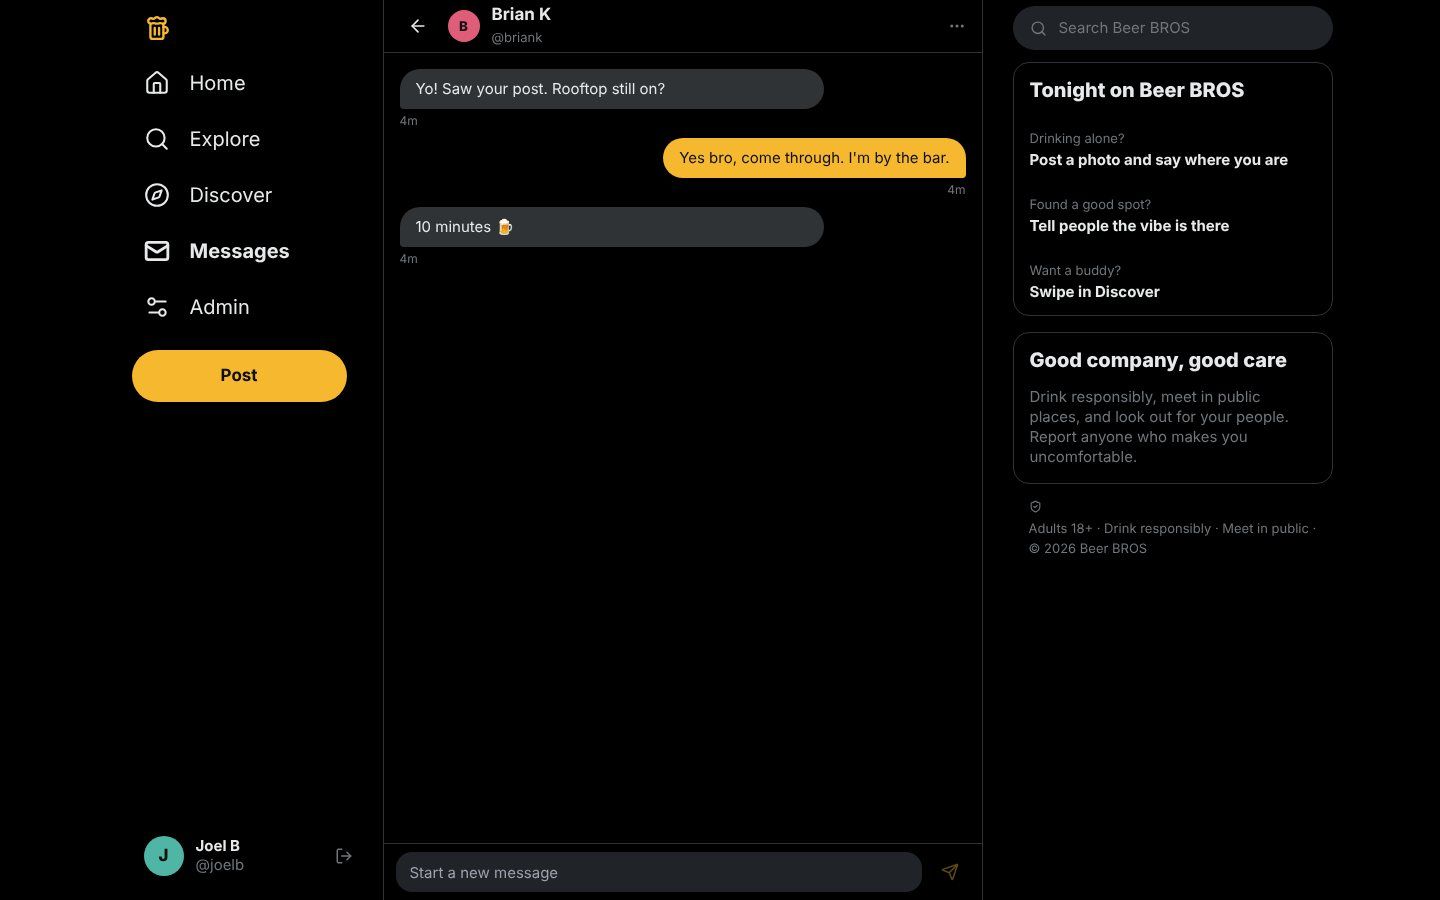 Home
Explore
Discover
Messages
Admin
Post
J
Joel B
@joelb
B
Brian K
@briank
Yo! Saw your post. Rooftop still on?
4m
Yes bro, come through. I'm by the bar.
4m
10 minutes 🍺
4m
Start a new message
Search Beer BROS
Tonight on Beer BROS
Drinking alone?
Post a photo and say where you are
Found a good spot?
Tell people the vibe is there
Want a buddy?
Swipe in Discover
Good company, good care
Drink responsibly, meet in public
places, and look out for your people.
Report anyone who makes you
uncomfortable.
Adults 18+ · Drink responsibly · Meet in public ·
© 2026 Beer BROS